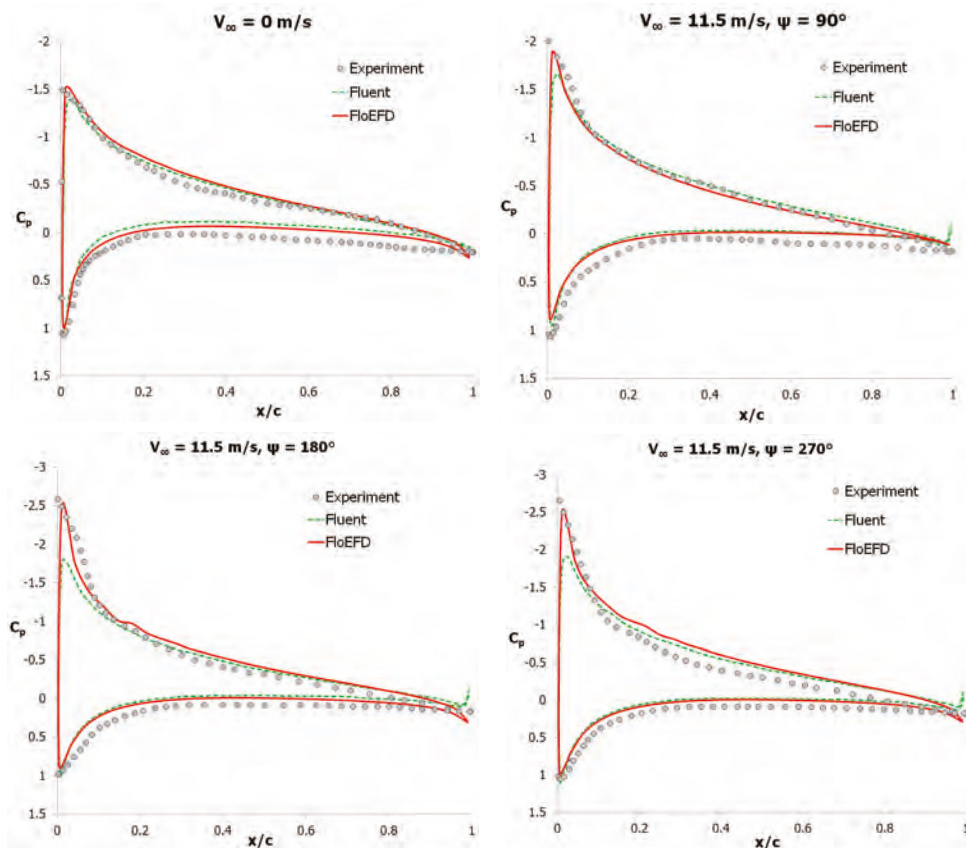 V∞ = 0 m/s
-2
-1.5
-1
-0.5
0
0.5
1
1.5
Cp
0
0.2
0.4
0.6
0.8
1
x/c
Experiment
Fluent
FloEFD
V∞ = 11.5 m/s, ψ = 90°
-2
-1.5
-1
-0.5
0
0.5
1
1.5
Cp
0
0.2
0.4
0.6
0.8
1
x/c
Experiment
Fluent
FloEFD
V∞ = 11.5 m/s, ψ = 180°
-3
-2.5
-2
-1.5
-1
-0.5
0
0.5
1
1.5
Cp
0
0.2
0.4
0.6
0.8
1
x/c
Experiment
Fluent
FloEFD
V∞ = 11.5 m/s, ψ = 270°
-3
-2.5
-2
-1.5
-1
-0.5
0
0.5
1
1.5
Cp
0
0.2
0.4
0.6
0.8
1
x/c
Experiment
Fluent
FloEFD